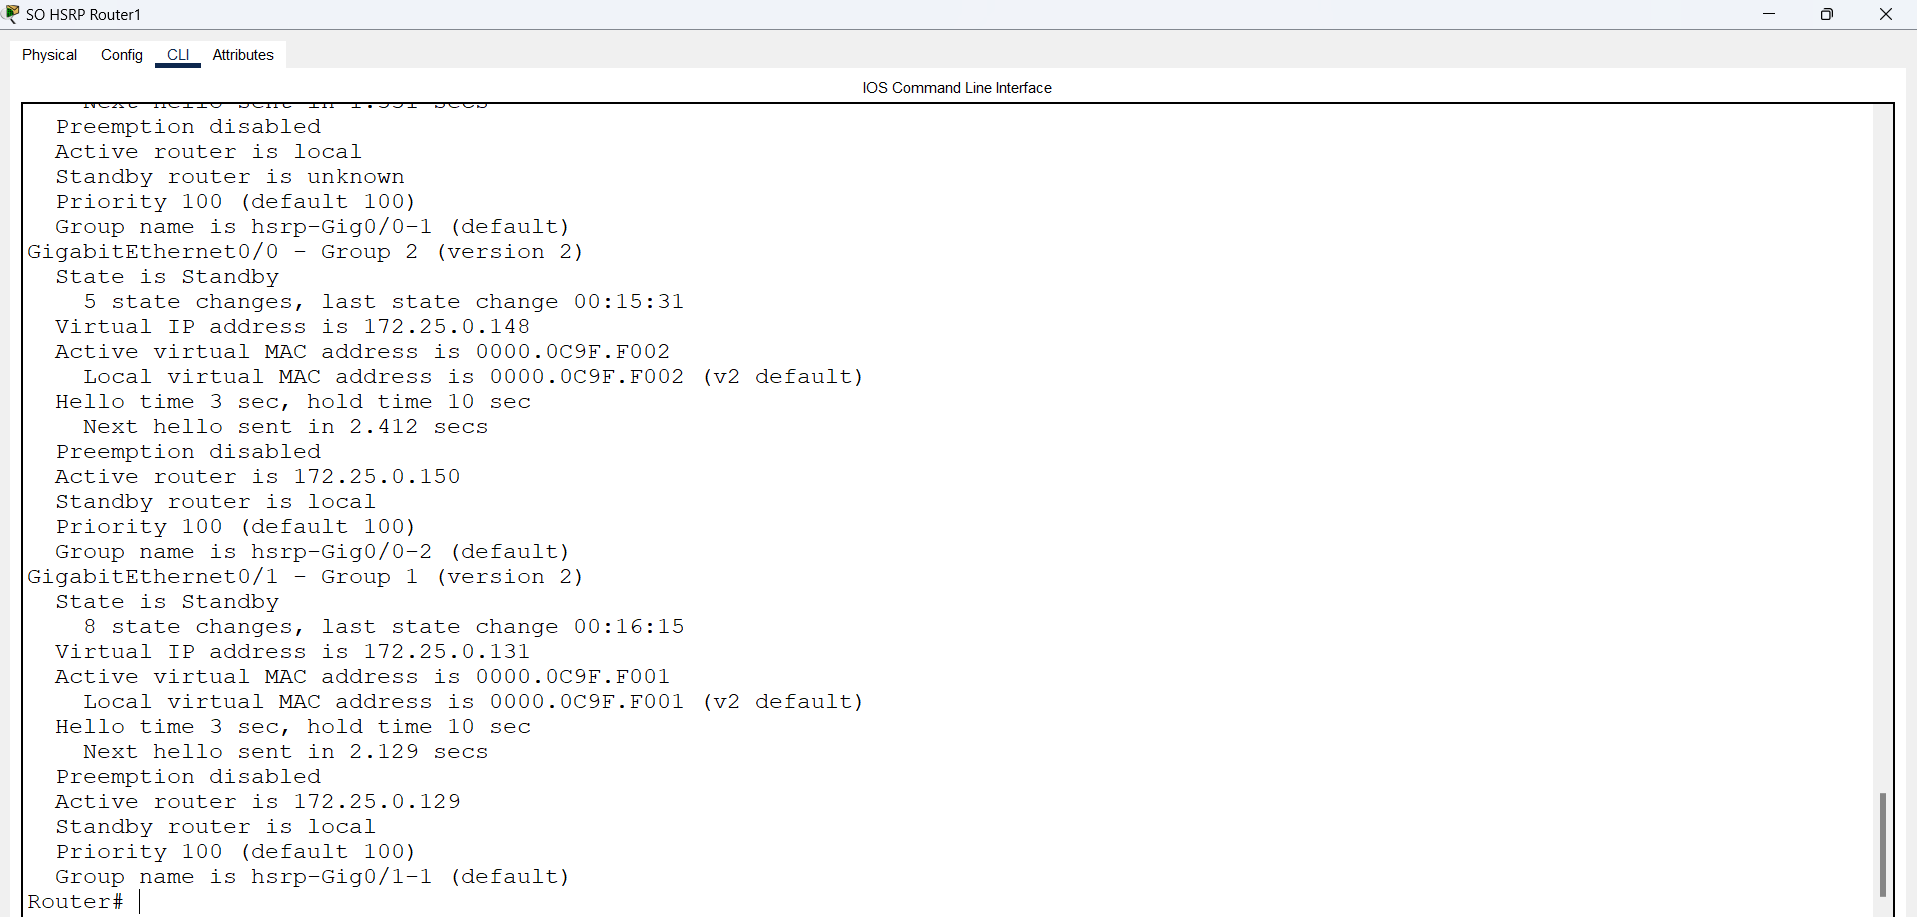 SO HSRP Router1
Physical Config CLI Attributes
IOS Command Line Interface
Next hello sent in 1.331 secs
Preemption disabled
Active router is local
Standby router is unknown
Priority 100 (default 100)
Group name is hsrp-Gig0/0-1 (default)
GigabitEthernet0/0 - Group 2 (version 2)
State is Standby
5 state changes, last state change 00:15:31
Virtual IP address is 172.25.0.148
Active virtual MAC address is 0000.0C9F.F002
Local virtual MAC address is 0000.0C9F.F002 (v2 default)
Hello time 3 sec, hold time 10 sec
Next hello sent in 2.412 secs
Preemption disabled
Active router is 172.25.0.150
Standby router is local
Priority 100 (default 100)
Group name is hsrp-Gig0/0-2 (default)
GigabitEthernet0/1 - Group 1 (version 2)
State is Standby
8 state changes, last state change 00:16:15
Virtual IP address is 172.25.0.131
Active virtual MAC address is 0000.0C9F.F001
Local virtual MAC address is 0000.0C9F.F001 (v2 default)
Hello time 3 sec, hold time 10 sec
Next hello sent in 2.129 secs
Preemption disabled
Active router is 172.25.0.129
Standby router is local
Priority 100 (default 100)
Group name is hsrp-Gig0/1-1 (default)
Router#